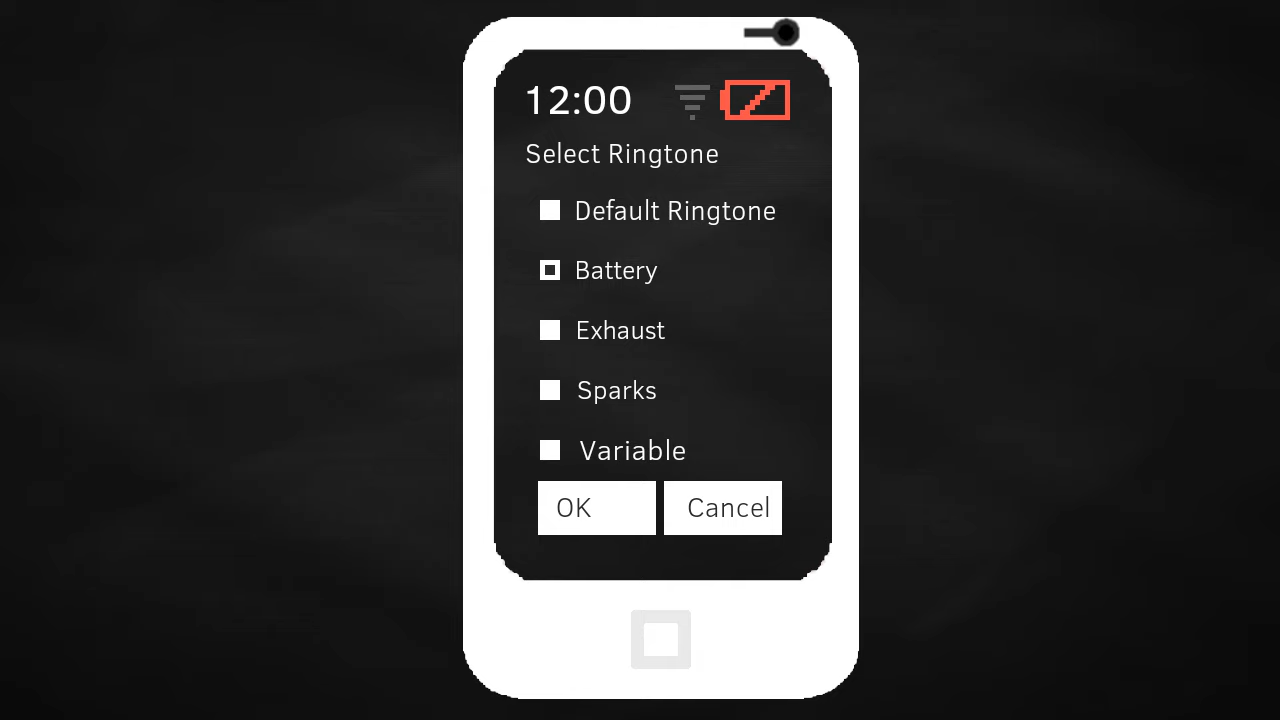 12:00
Select Ringtone
Default Ringtone
Battery
Exhaust
Sparks
Variable
OK
Cancel